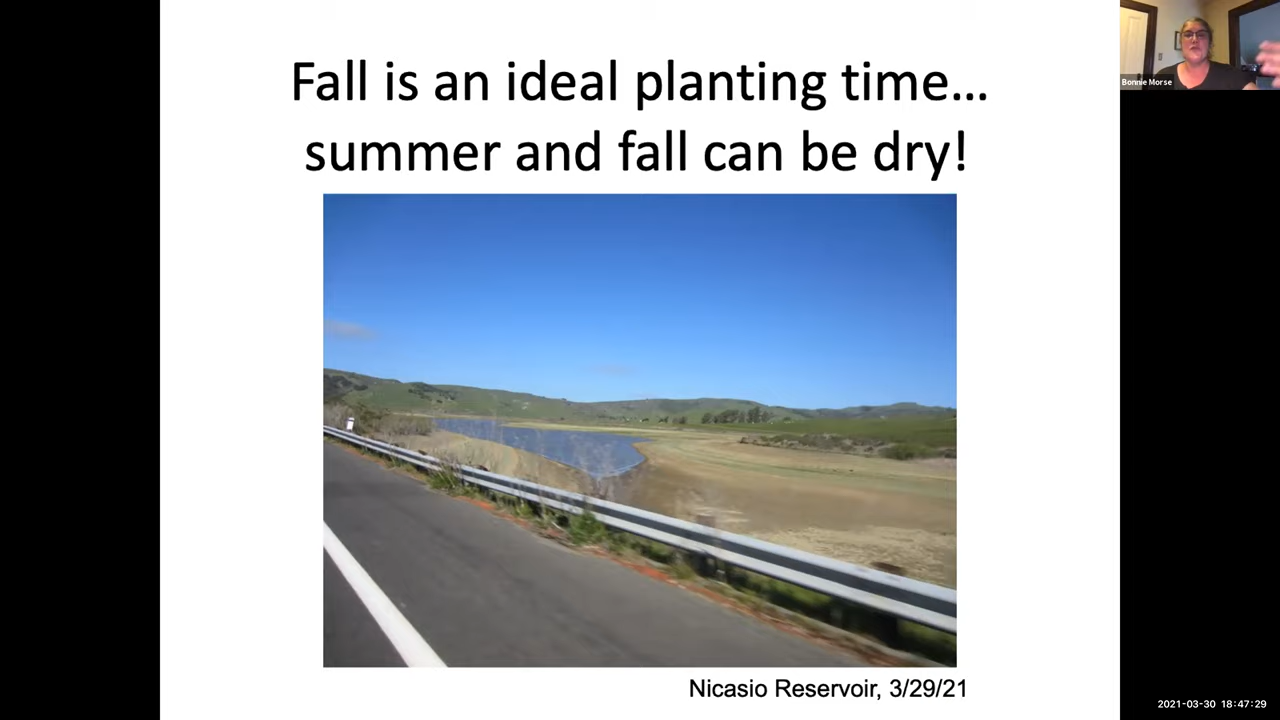 Fall is an ideal planting time…
summer and fall can be dry!
Bonnie Morse
Nicasio Reservoir, 3/29/21
2021-03-30 18:47:29